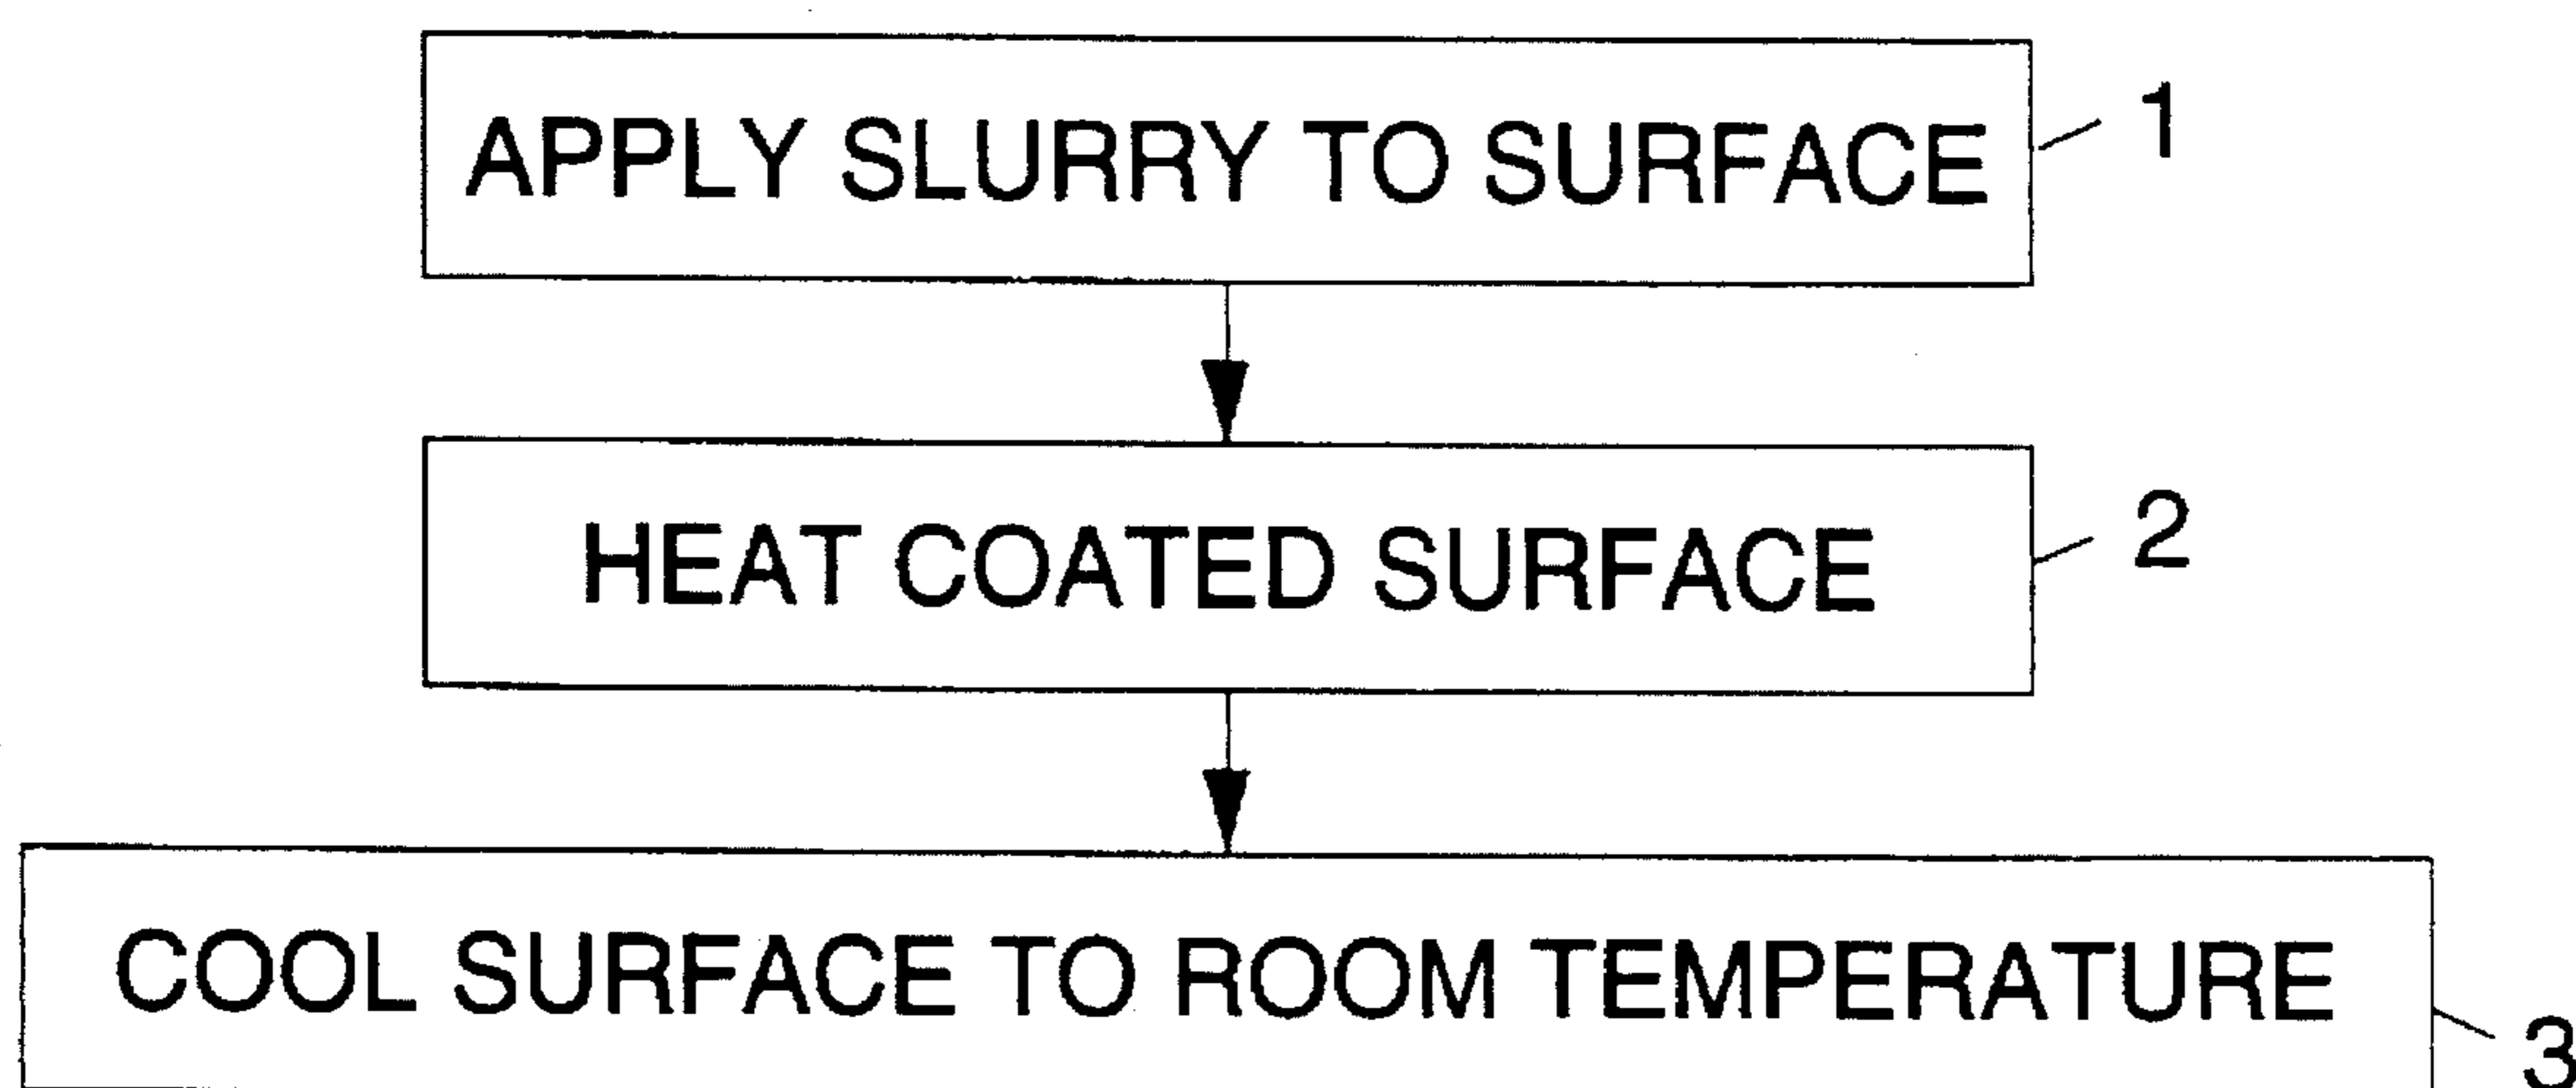 APPLY SLURRY TO SURFACE 1
HEAT COATED SURFACE 2
COOL SURFACE TO ROOM TEMPERATURE 3